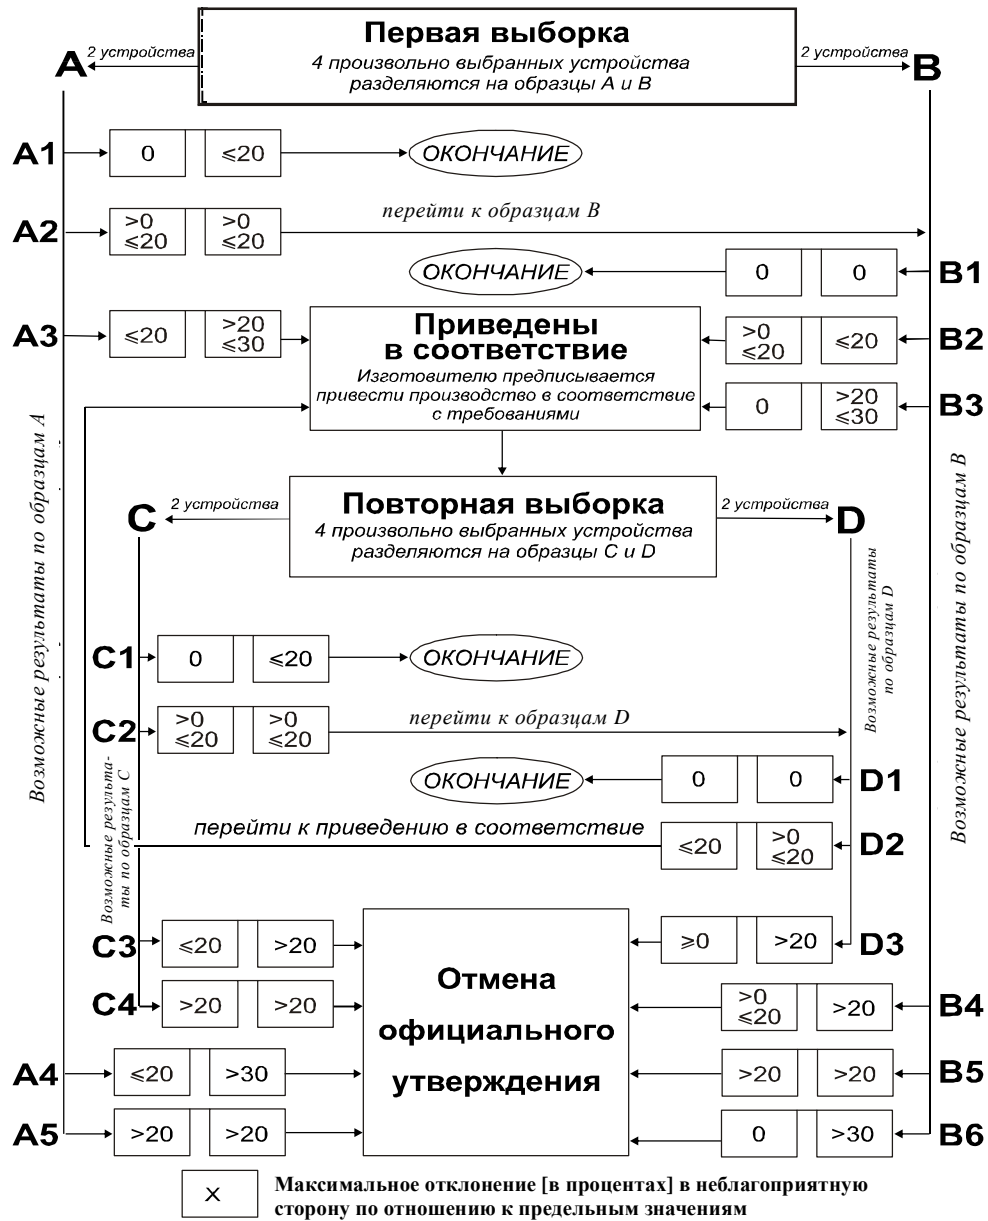 Первая выборка
4 произвольно выбранных устройства
разделяются на образцы А и В
A
2 устройства
2 устройства
B
A1
0
⩽20
ОКОНЧАНИЕ
A2
>0
⩽20
>0
⩽20
перейти к образцам В
ОКОНЧАНИЕ
0
0
B1
A3
⩽20
>20
⩽30
Приведены
в соответствие
Изготовителю предписывается
привести производство в соответствие
с требованиями
>0
⩽20
⩽20
B2
0
>20
⩽30
B3
Возможные результаты по образцам А
Возможные результаты по образцам В
C
2 устройства
Повторная выборка
4 произвольно выбранных устройства
разделяются на образцы С и D
2 устройства
D
Возможные результаты
по образцам D
C1
0
⩽20
ОКОНЧАНИЕ
C2
>0
⩽20
>0
⩽20
перейти к образцам D
Возможные результа-
ты по образцам С
ОКОНЧАНИЕ
0
0
D1
перейти к приведению в соответствие
⩽20
>0
⩽20
D2
C3
⩽20
>20
Отмена
официального
утверждения
⩾0
>20
D3
C4
>20
>20
>0
⩽20
>20
B4
A4
⩽20
>30
>20
>20
B5
A5
>20
>20
0
>30
B6
X
Максимальное отклонение [в процентах] в неблагоприятную
сторону по отношению к предельным значениям